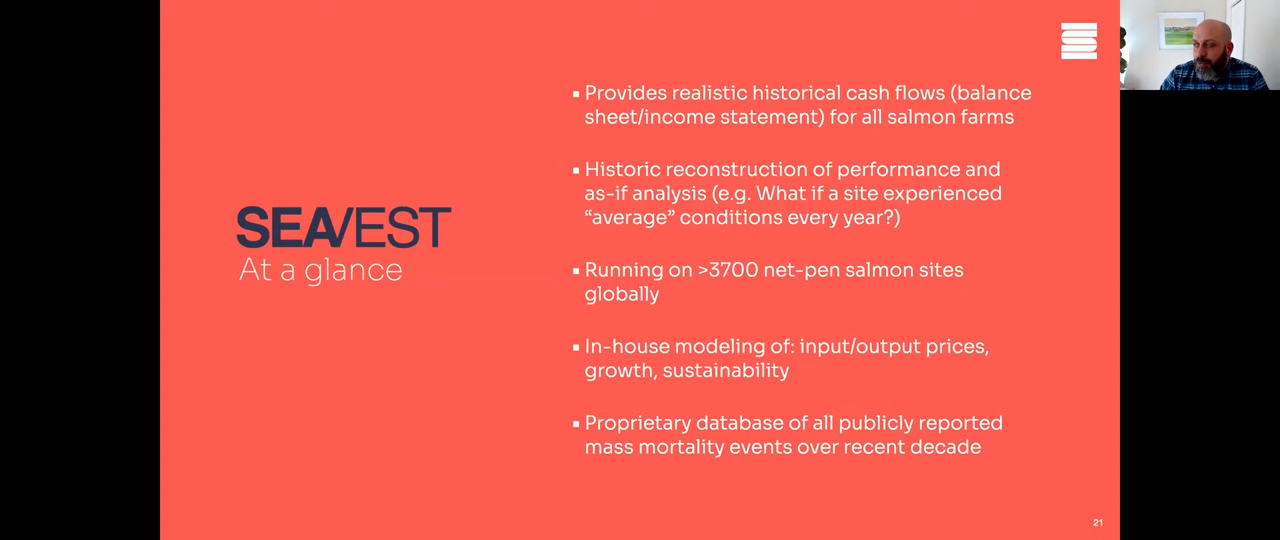 SEAVEST
At a glance
▪ Provides realistic historical cash flows (balance
sheet/income statement) for all salmon farms
▪ Historic reconstruction of performance and
as-if analysis (e.g. What if a site experienced
“average” conditions every year?)
▪ Running on >3700 net-pen salmon sites
globally
▪ In-house modeling of: input/output prices,
growth, sustainability
▪ Proprietary database of all publicly reported
mass mortality events over recent decade
21